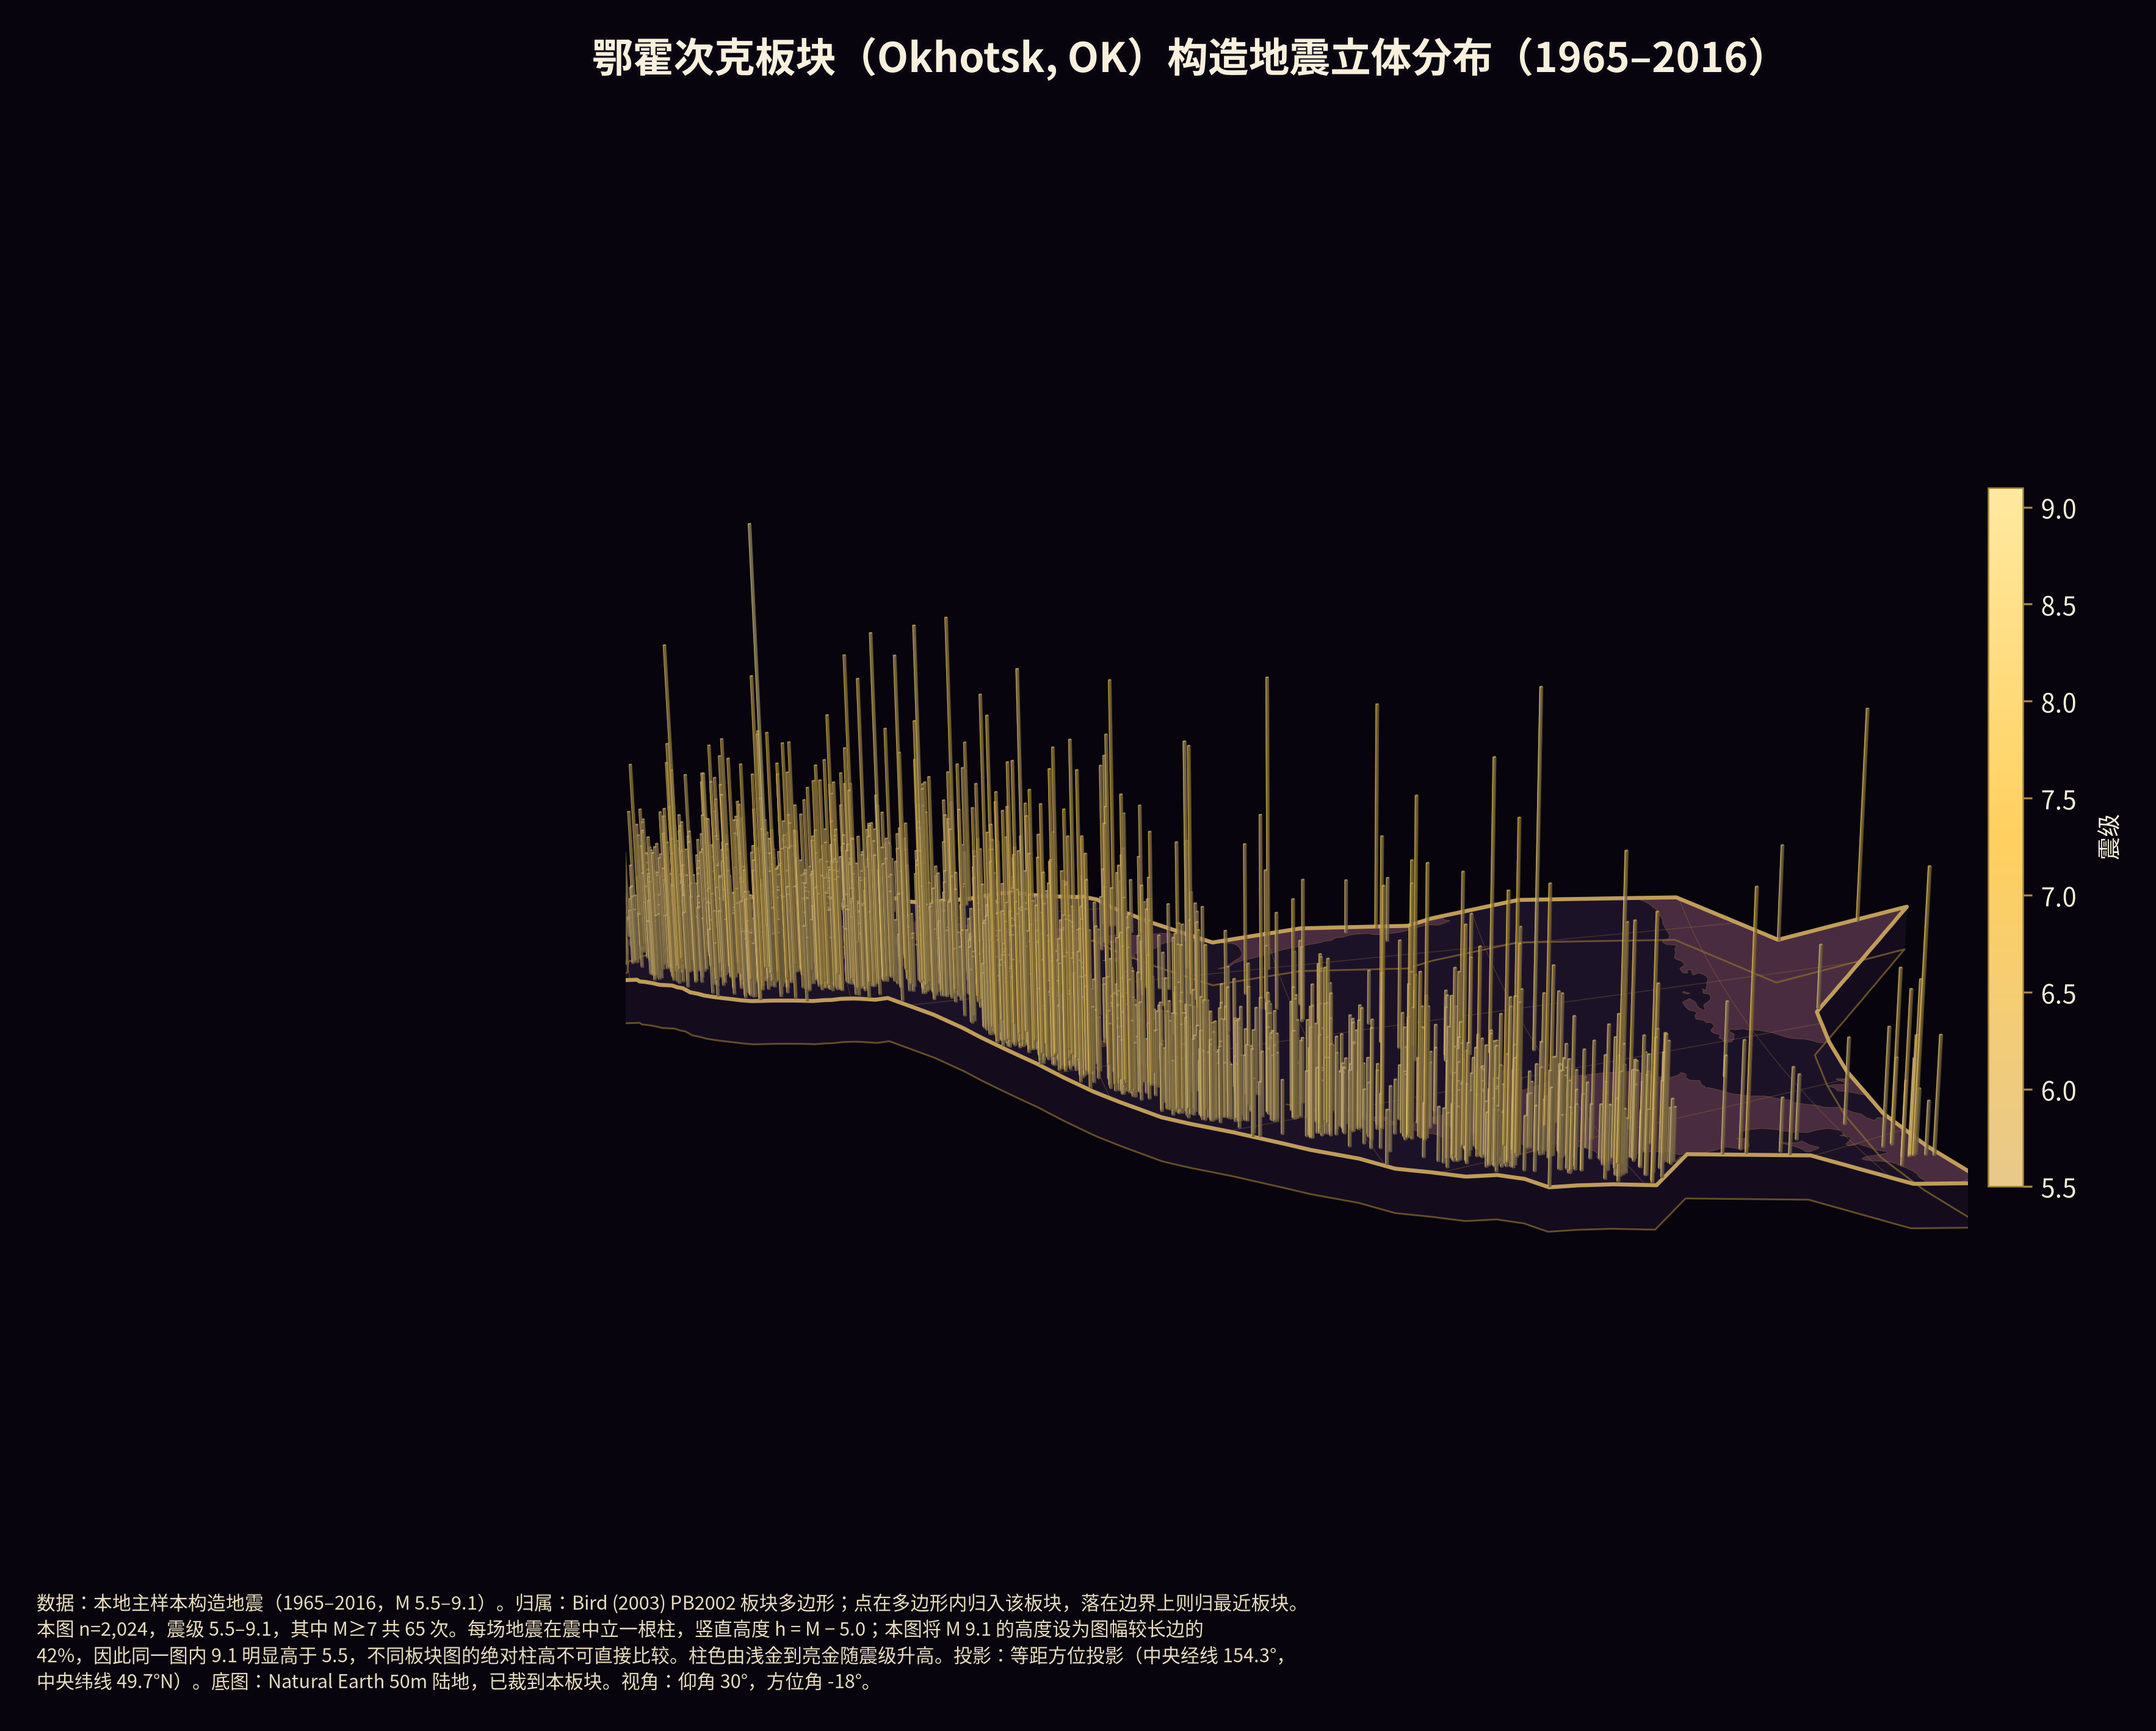 鄂霍次克板块（Okhotsk, OK）构造地震立体分布（1965–2016）
9.0
8.5
8.0
7.5
7.0
6.5
6.0
5.5
震级
数据：本地主样本构造地震（1965–2016，M 5.5–9.1）。归属：Bird (2003) PB2002 板块多边形；点在多边形内归入该板块，落在边界上则归最近板块。
本图 n=2,024，震级 5.5–9.1，其中 M≥7 共 65 次。每场地震在震中立一根柱，竖直高度 h = M − 5.0；本图将 M 9.1 的高度设为图幅较长边的
42%，因此同一图内 9.1 明显高于 5.5，不同板块图的绝对柱高不可直接比较。柱色由浅金到亮金随震级升高。投影：等距方位投影（中央经线 154.3°，
中央纬线 49.7°N）。底图：Natural Earth 50m 陆地，已裁到本板块。视角：仰角 30°，方位角 -18°。